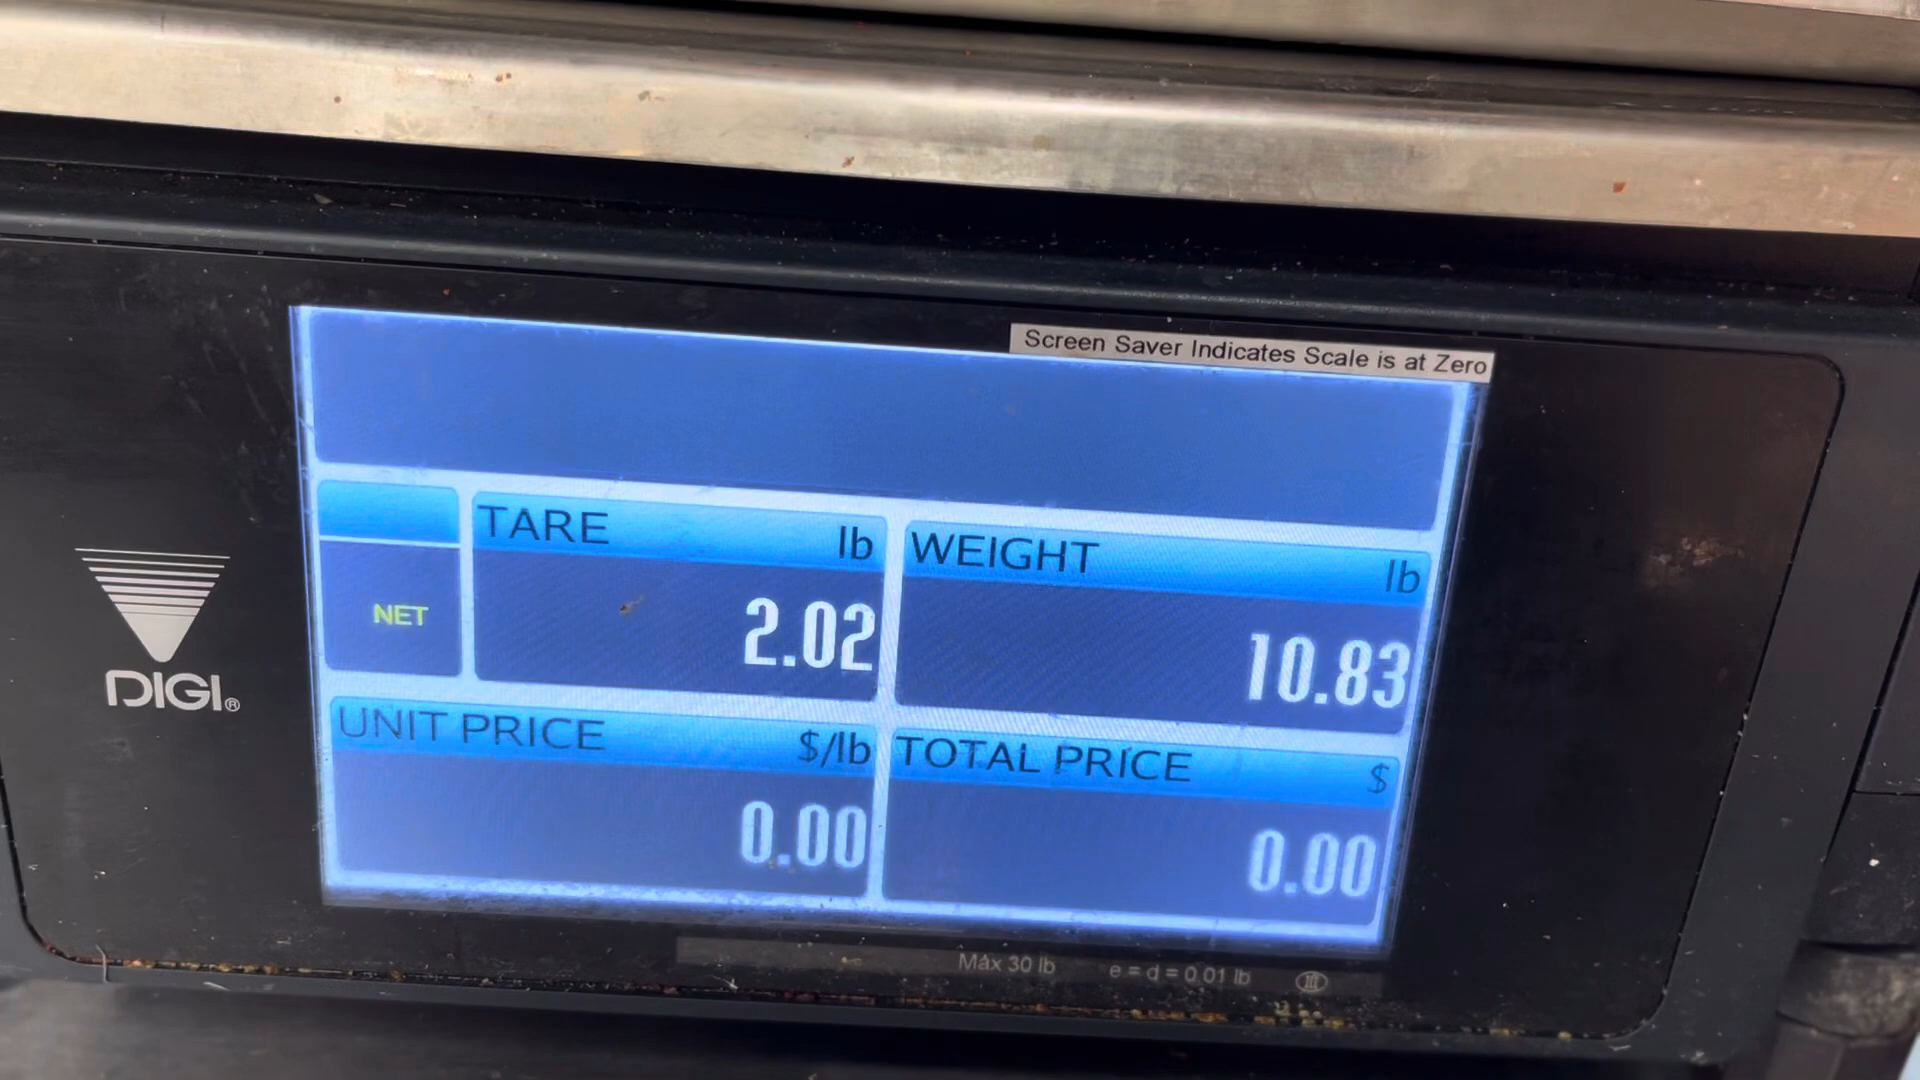 Screen Saver Indicates Scale is at Zero
TARE lb
2.02
WEIGHT lb
10.83
NET
DIGI®
UNIT PRICE $/lb
0.00
TOTAL PRICE $
0.00
Max 30 lb e = d = 0.01 lb III